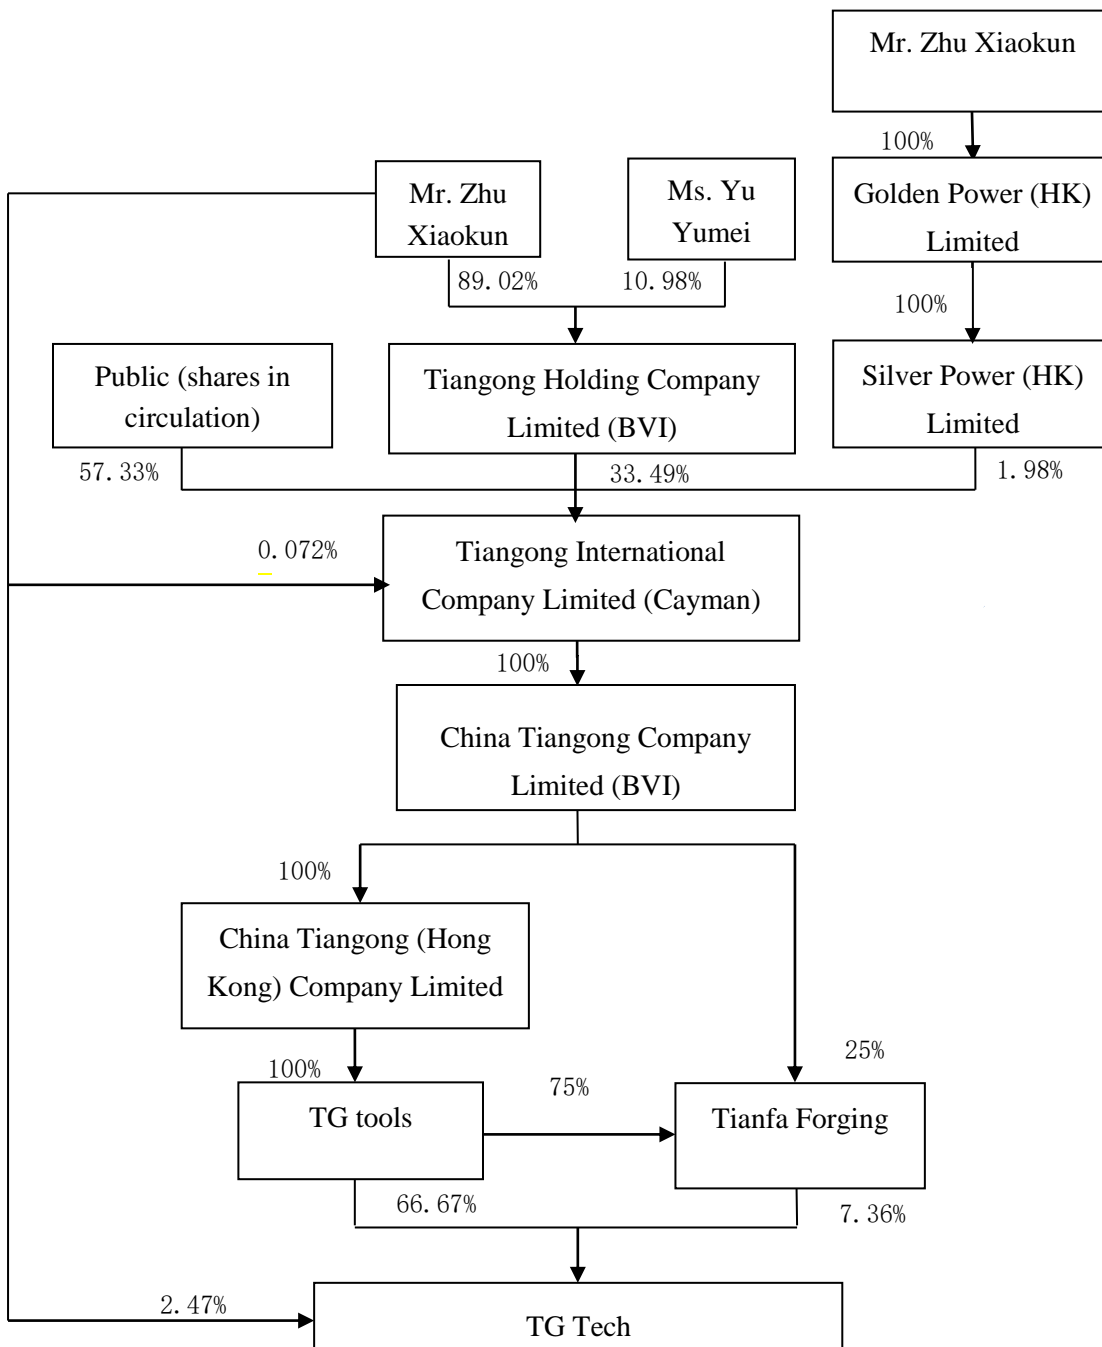 Mr. Zhu Xiaokun
100%
Mr. Zhu
Xiaokun
Ms. Yu
Yumei
Golden Power (HK)
Limited
89.02%
10.98%
100%
Public (shares in
circulation)
Tiangong Holding Company
Limited (BVI)
Silver Power (HK)
Limited
57.33%
33.49%
1.98%
0.072%
Tiangong International
Company Limited (Cayman)
100%
China Tiangong Company
Limited (BVI)
100%
China Tiangong (Hong
Kong) Company Limited
25%
100%
75%
TG tools
Tianfa Forging
66.67%
7.36%
2.47%
TG Tech